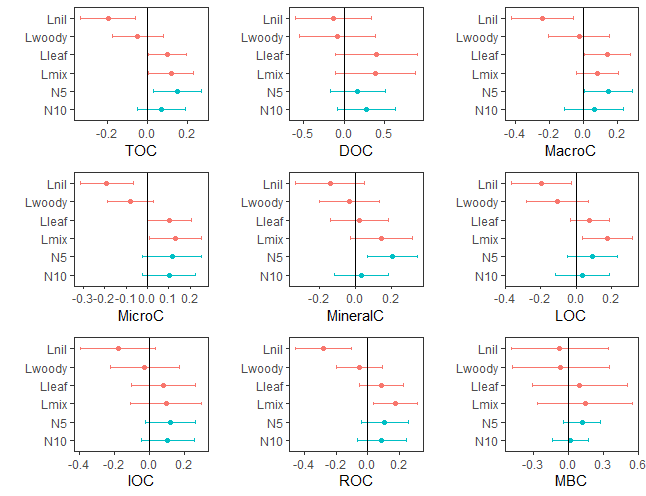 Lnil
Lwoody
Lleaf
Lmix
N5
N10
-0.2 0.0 0.2
TOC
Lnil
Lwoody
Lleaf
Lmix
N5
N10
-0.5 0.0 0.5
DOC
Lnil
Lwoody
Lleaf
Lmix
N5
N10
-0.4 -0.2 0.0 0.2
MacroC
Lnil
Lwoody
Lleaf
Lmix
N5
N10
-0.3 -0.2 -0.1 0.0 0.1 0.2
MicroC
Lnil
Lwoody
Lleaf
Lmix
N5
N10
-0.2 0.0 0.2
MineralC
Lnil
Lwoody
Lleaf
Lmix
N5
N10
-0.4 -0.2 0.0 0.2
LOC
Lnil
Lwoody
Lleaf
Lmix
N5
N10
-0.4 -0.2 0.0 0.2
IOC
Lnil
Lwoody
Lleaf
Lmix
N5
N10
-0.4 -0.2 0.0 0.2
ROC
Lnil
Lwoody
Lleaf
Lmix
N5
N10
-0.3 0.0 0.3 0.6
MBC